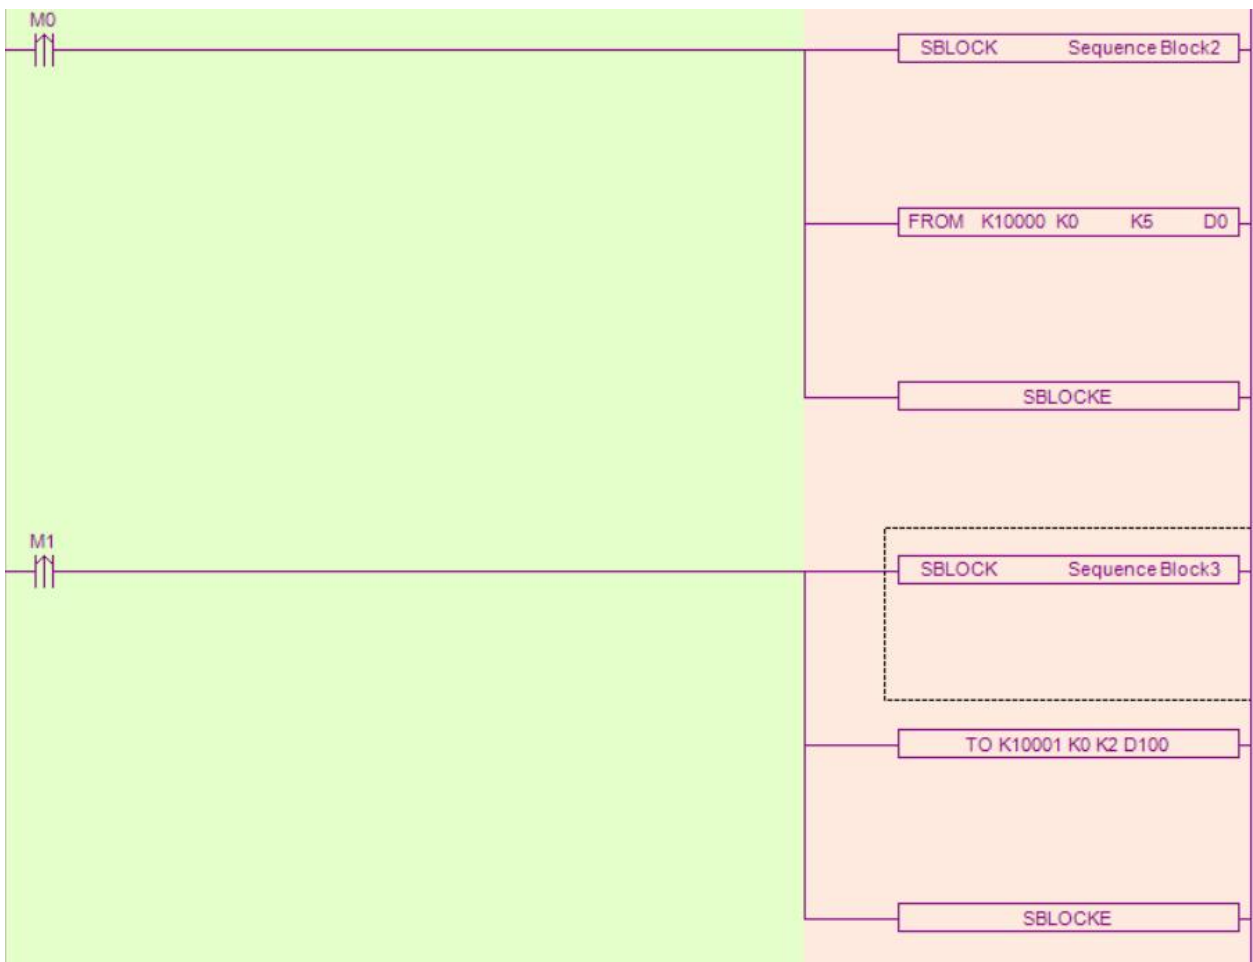 M0
SBLOCK Sequence Block2
FROM K10000 K0 K5 D0
SBLOCKE
M1
SBLOCK Sequence Block3
TO K10001 K0 K2 D100
SBLOCKE